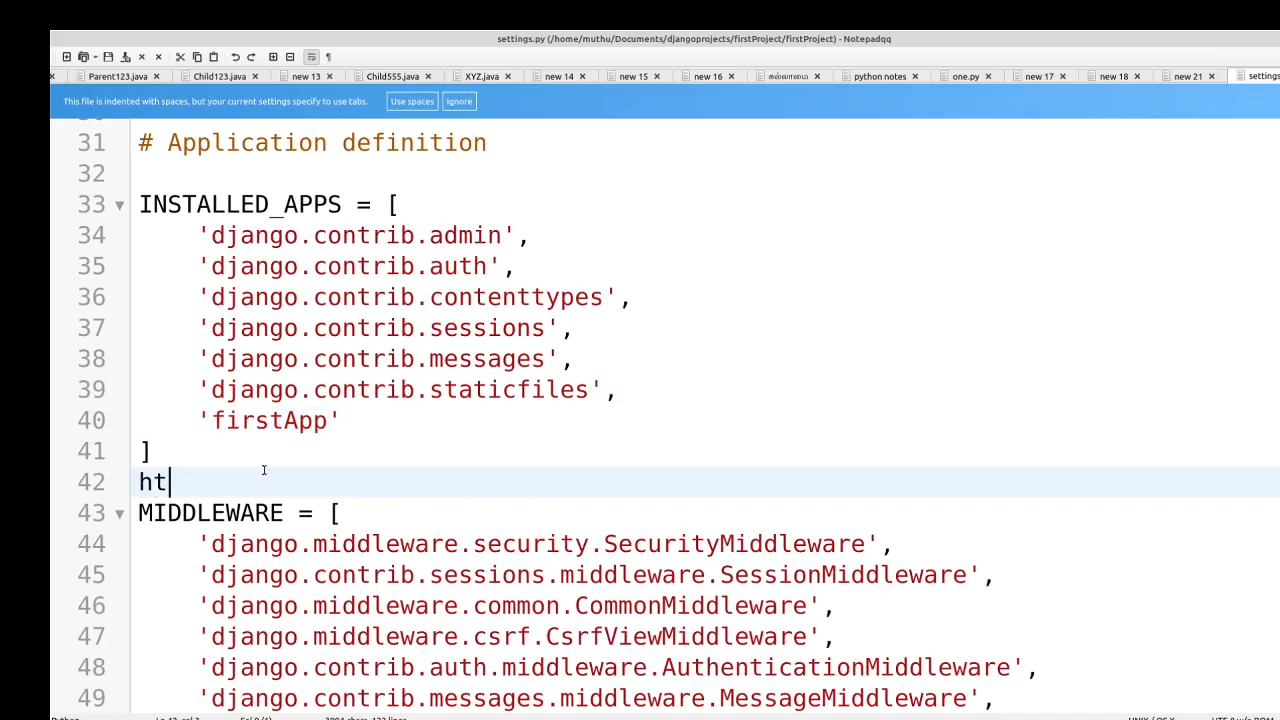 settings.py (/home/muthu/Documents/djangoprojects/firstProject/firstProject) - Notepadqq
Parent123.java Child123.java new 13 Child555.java XYZ.java new 14 new 15 new 16 python notes one.py new 17 new 18 new 21 settings
This file is indented with spaces, but your current settings specify to use tabs. Use spaces Ignore
31 # Application definition
32
33 INSTALLED_APPS = [
34 'django.contrib.admin',
35 'django.contrib.auth',
36 'django.contrib.contenttypes',
37 'django.contrib.sessions',
38 'django.contrib.messages',
39 'django.contrib.staticfiles',
40 'firstApp'
41 ]
42 ht
43 MIDDLEWARE = [
44 'django.middleware.security.SecurityMiddleware',
45 'django.contrib.sessions.middleware.SessionMiddleware',
46 'django.middleware.common.CommonMiddleware',
47 'django.middleware.csrf.CsrfViewMiddleware',
48 'django.contrib.auth.middleware.AuthenticationMiddleware',
49 'django.contrib.messages.middleware.MessageMiddleware',